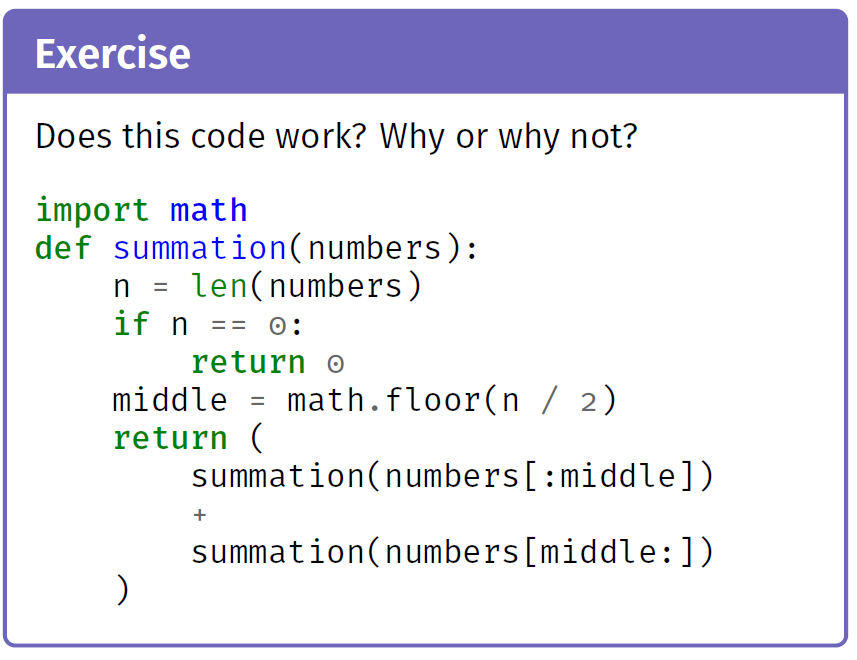 Exercise
Does this code work? Why or why not?
import math
def summation(numbers):
    n = len(numbers)
    if n == 0:
        return 0
    middle = math.floor(n / 2)
    return (
        summation(numbers[:middle])
        +
        summation(numbers[middle:])
    )